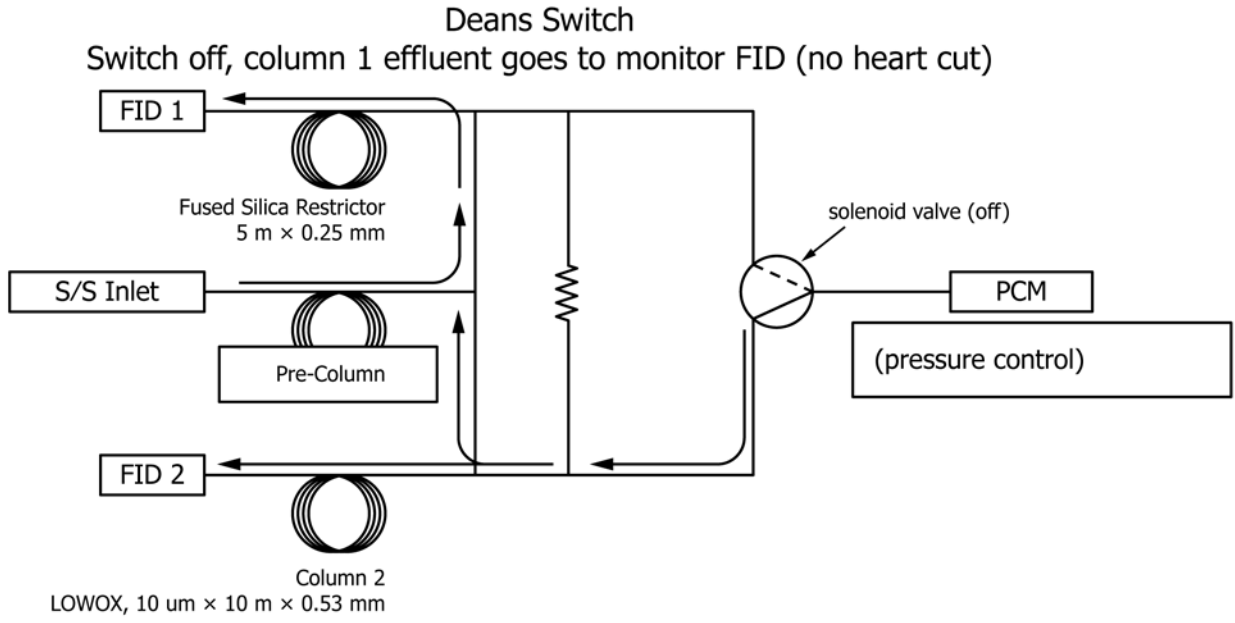 Deans Switch
Switch off, column 1 effluent goes to monitor FID (no heart cut)
FID 1
Fused Silica Restrictor
5 m × 0.25 mm
solenoid valve (off)
S/S Inlet
PCM
Pre-Column
(pressure control)
FID 2
Column 2
LOWOX, 10 um × 10 m × 0.53 mm